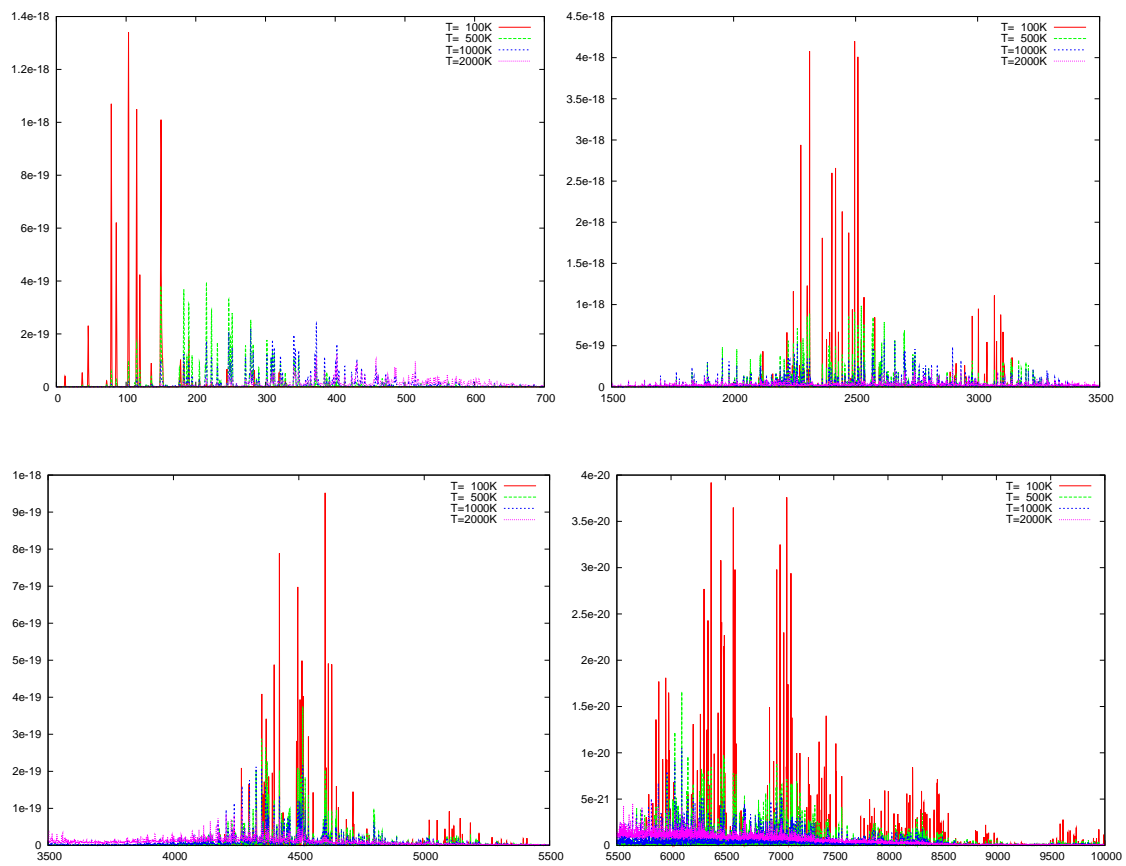 1.4e-18
1.2e-18
1e-18
8e-19
6e-19
4e-19
2e-19
0
0 100 200 300 400 500 600 700
T= 100K
T= 500K
T=1000K
T=2000K
4.5e-18
4e-18
3.5e-18
3e-18
2.5e-18
2e-18
1.5e-18
1e-18
5e-19
0
1500 2000 2500 3000 3500
T= 100K
T= 500K
T=1000K
T=2000K
1e-18
9e-19
8e-19
7e-19
6e-19
5e-19
4e-19
3e-19
2e-19
1e-19
0
3500 4000 4500 5000 5500
T= 100K
T= 500K
T=1000K
T=2000K
4e-20
3.5e-20
3e-20
2.5e-20
2e-20
1.5e-20
1e-20
5e-21
0
5500 6000 6500 7000 7500 8000 8500 9000 9500 10000
T= 100K
T= 500K
T=1000K
T=2000K